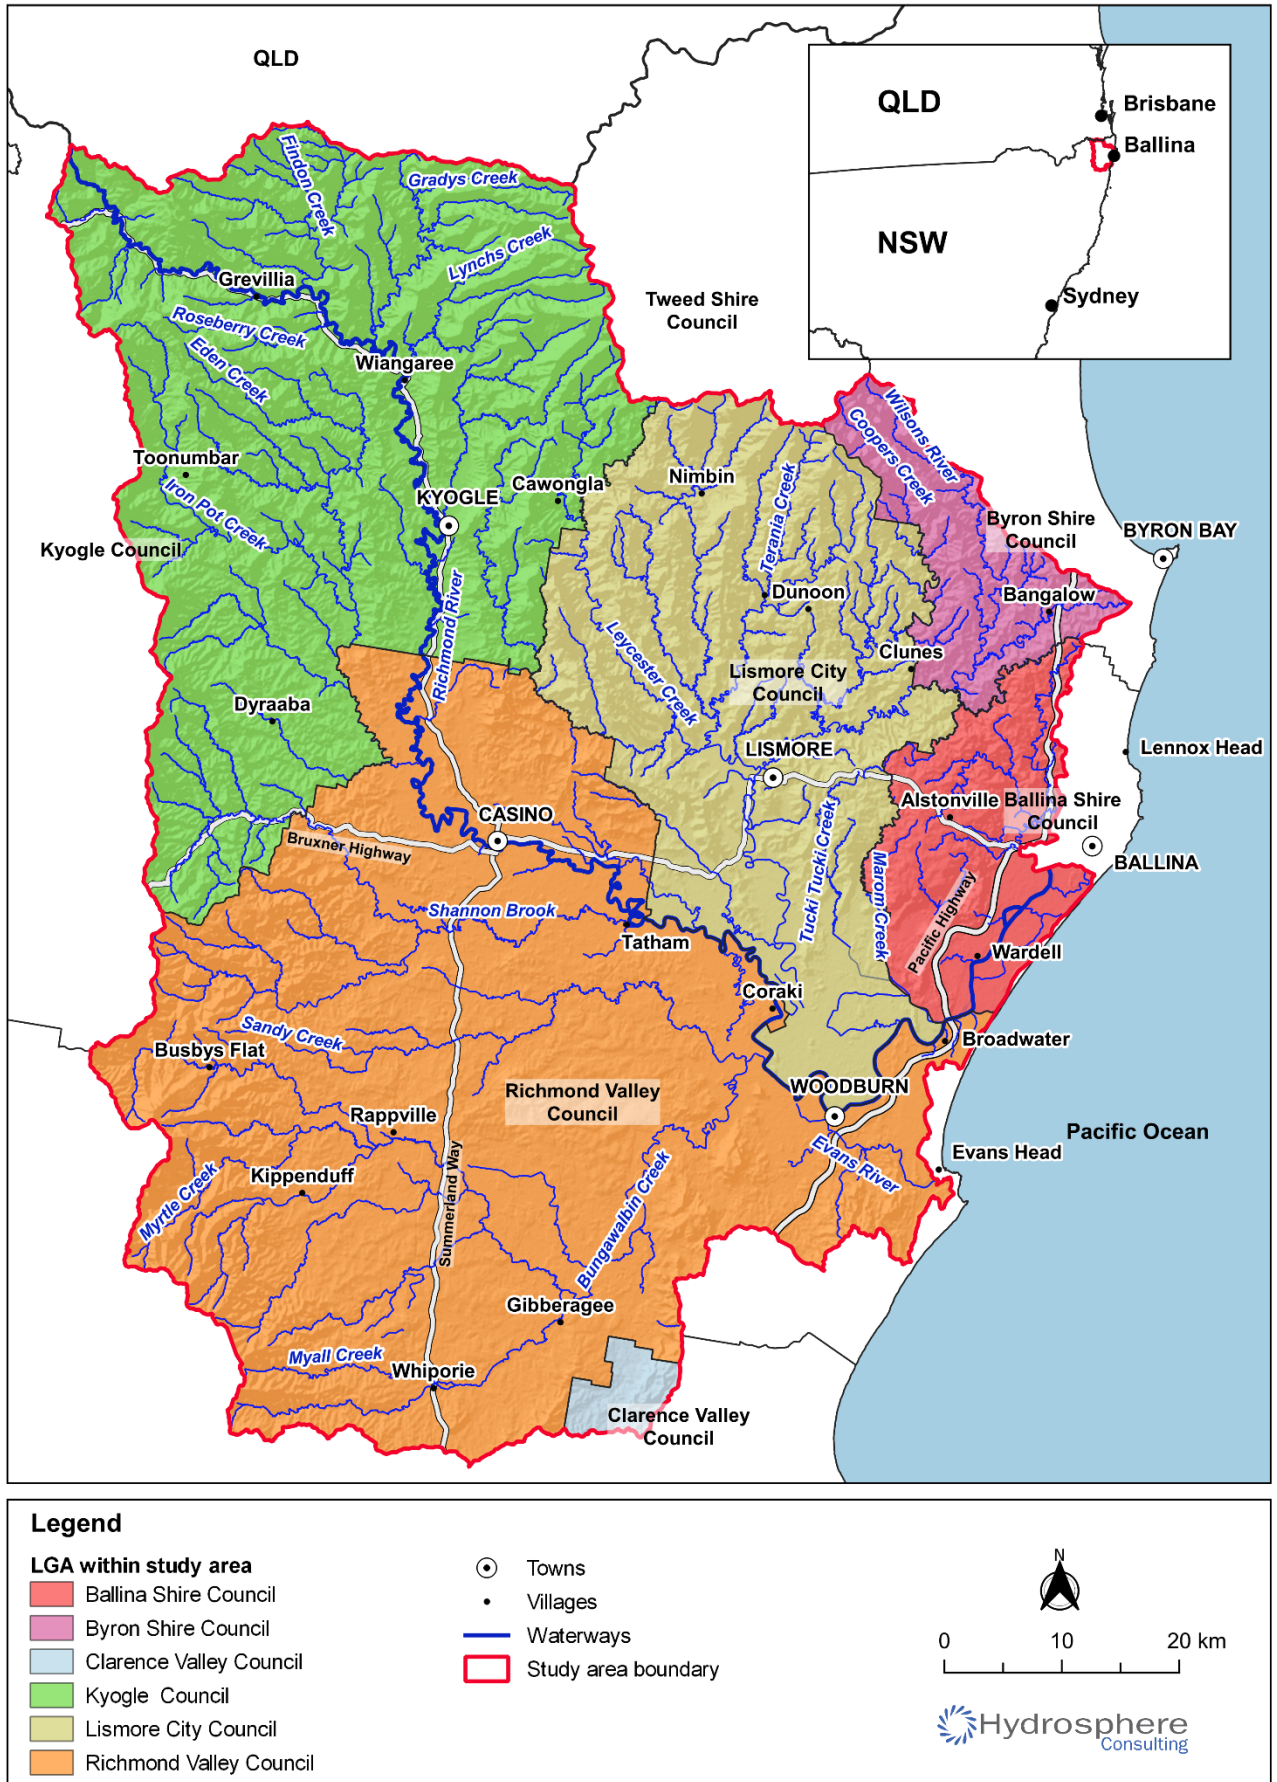 QLD
QLD
Brisbane
Ballina
NSW
Sydney
Findon Creek
Gradys Creek
Lynchs Creek
Grevillia
Tweed Shire
Council
Roseberry Creek
Eden Creek
Wiangaree
Wilsons River
Coopers Creek
Toonumbar
Nimbin
Terania Creek
Cawongla
KYOGLE
Iron Pot Creek
Kyogle Council
Byron Shire
Council
BYRON BAY
Bangalow
Dunoon
Richmond River
Leycester Creek
Clunes
Lismore City
Council
Dyraaba
LISMORE
Lennox Head
Alstonville
Ballina Shire
Council
CASINO
Bruxner Highway
BALLINA
Tucki Tucki Creek
Marom Creek
Pacific Highway
Shannon Brook
Tatham
Wardell
Coraki
Sandy Creek
Busbys Flat
Broadwater
Richmond Valley
Council
WOODBURN
Rappville
Pacific Ocean
Evans River
Evans Head
Kippenduff
Myrtle Creek
Summerland Way
Bungawalbin Creek
Gibberagee
Myall Creek
Whiporie
Clarence Valley
Council
Legend
LGA within study area
Ballina Shire Council
Byron Shire Council
Clarence Valley Council
Kyogle Council
Lismore City Council
Richmond Valley Council
Towns
Villages
Waterways
Study area boundary
N
0 10 20 km
Hydrosphere
Consulting